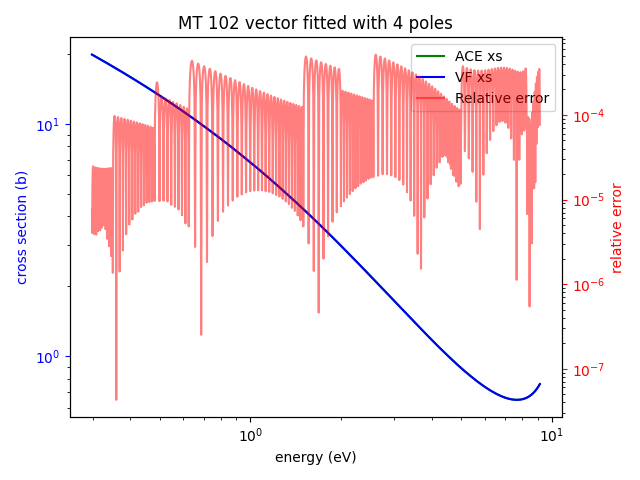 MT 102 vector fitted with 4 poles
ACE xs
VF xs
Relative error
cross section (b)
10¹
10⁰
10⁻⁴
10⁻⁵
10⁻⁶
10⁻⁷
relative error
10⁰
10¹
energy (eV)